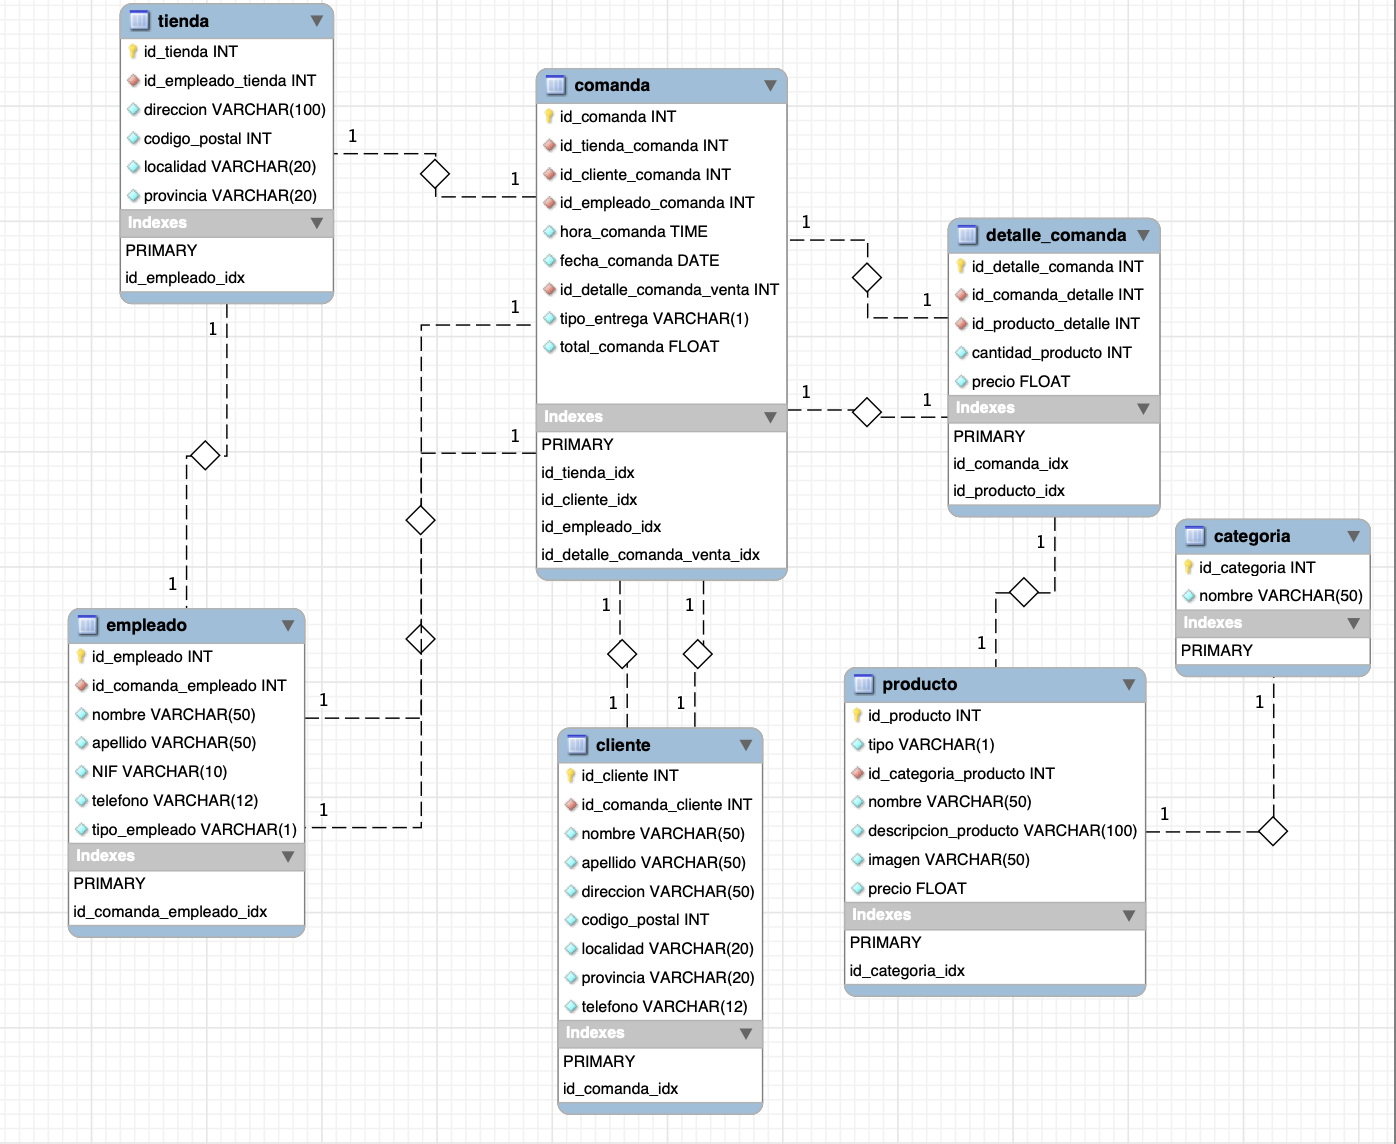 tienda
id_tienda INT
id_empleado_tienda INT
direccion VARCHAR(100)
codigo_postal INT
localidad VARCHAR(20)
provincia VARCHAR(20)
Indexes
PRIMARY
id_empleado_idx
1
1
1
1
comanda
id_comanda INT
id_tienda_comanda INT
id_cliente_comanda INT
id_empleado_comanda INT
hora_comanda TIME
fecha_comanda DATE
id_detalle_comanda_venta INT
tipo_entrega VARCHAR(1)
total_comanda FLOAT
Indexes
PRIMARY
id_tienda_idx
id_cliente_idx
id_empleado_idx
id_detalle_comanda_venta_idx
1
1
1
1
1
1
detalle_comanda
id_detalle_comanda INT
id_comanda_detalle INT
id_producto_detalle INT
cantidad_producto INT
precio FLOAT
Indexes
PRIMARY
id_comanda_idx
id_producto_idx
1
1
categoria
id_categoria INT
nombre VARCHAR(50)
Indexes
PRIMARY
1
1
empleado
id_empleado INT
id_comanda_empleado INT
nombre VARCHAR(50)
apellido VARCHAR(50)
NIF VARCHAR(10)
telefono VARCHAR(12)
tipo_empleado VARCHAR(1)
Indexes
PRIMARY
id_comanda_empleado_idx
1
1
1
1
1
1
cliente
id_cliente INT
id_comanda_cliente INT
nombre VARCHAR(50)
apellido VARCHAR(50)
direccion VARCHAR(50)
codigo_postal INT
localidad VARCHAR(20)
provincia VARCHAR(20)
telefono VARCHAR(12)
Indexes
PRIMARY
id_comanda_idx
producto
id_producto INT
tipo VARCHAR(1)
id_categoria_producto INT
nombre VARCHAR(50)
descripcion_producto VARCHAR(100)
imagen VARCHAR(50)
precio FLOAT
Indexes
PRIMARY
id_categoria_idx